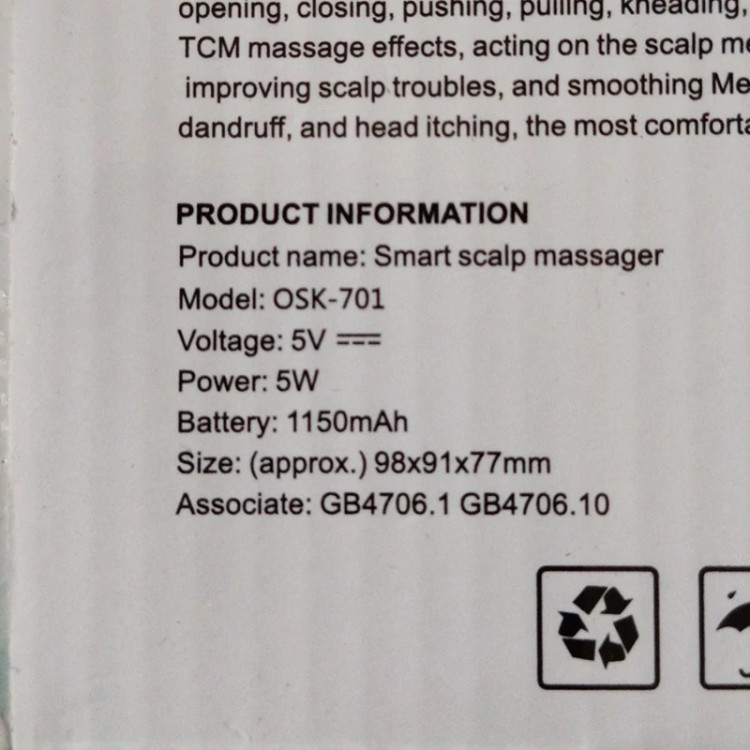 opening, closing, pushing, pulling, kneading,
TCM massage effects, acting on the scalp
improving scalp troubles, and smoothing
dandruff, and head itching, the most
PRODUCT INFORMATION
Product name: Smart scalp massager
Model: OSK-701
Voltage: 5V ⎓
Power: 5W
Battery: 1150mAh
Size: (approx.) 98x91x77mm
Associate: GB4706.1 GB4706.10